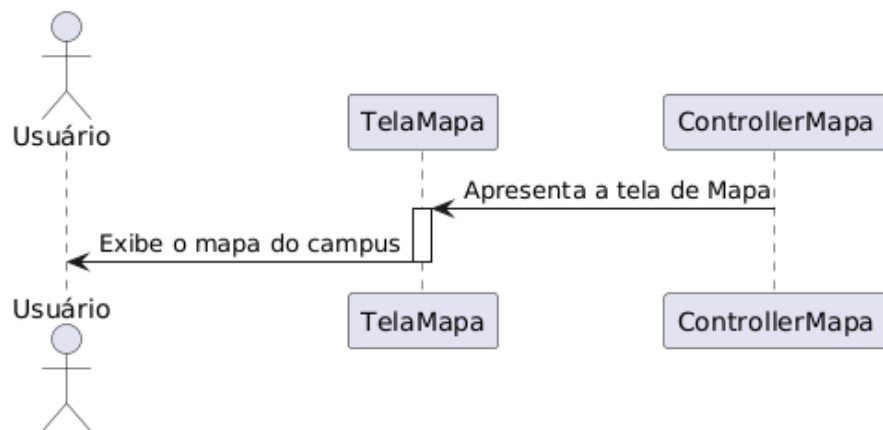 Usuário
TelaMapa
ControllerMapa
Apresenta a tela de Mapa
Exibe o mapa do campus
Usuário
TelaMapa
ControllerMapa